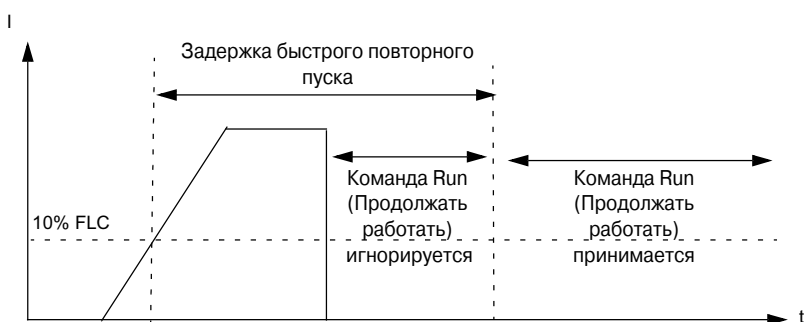 I
Задержка быстрого повторного
пуска
Команда Run
(Продолжать
работать)
игнорируется
Команда Run
(Продолжать
работать)
принимается
10% FLC
t